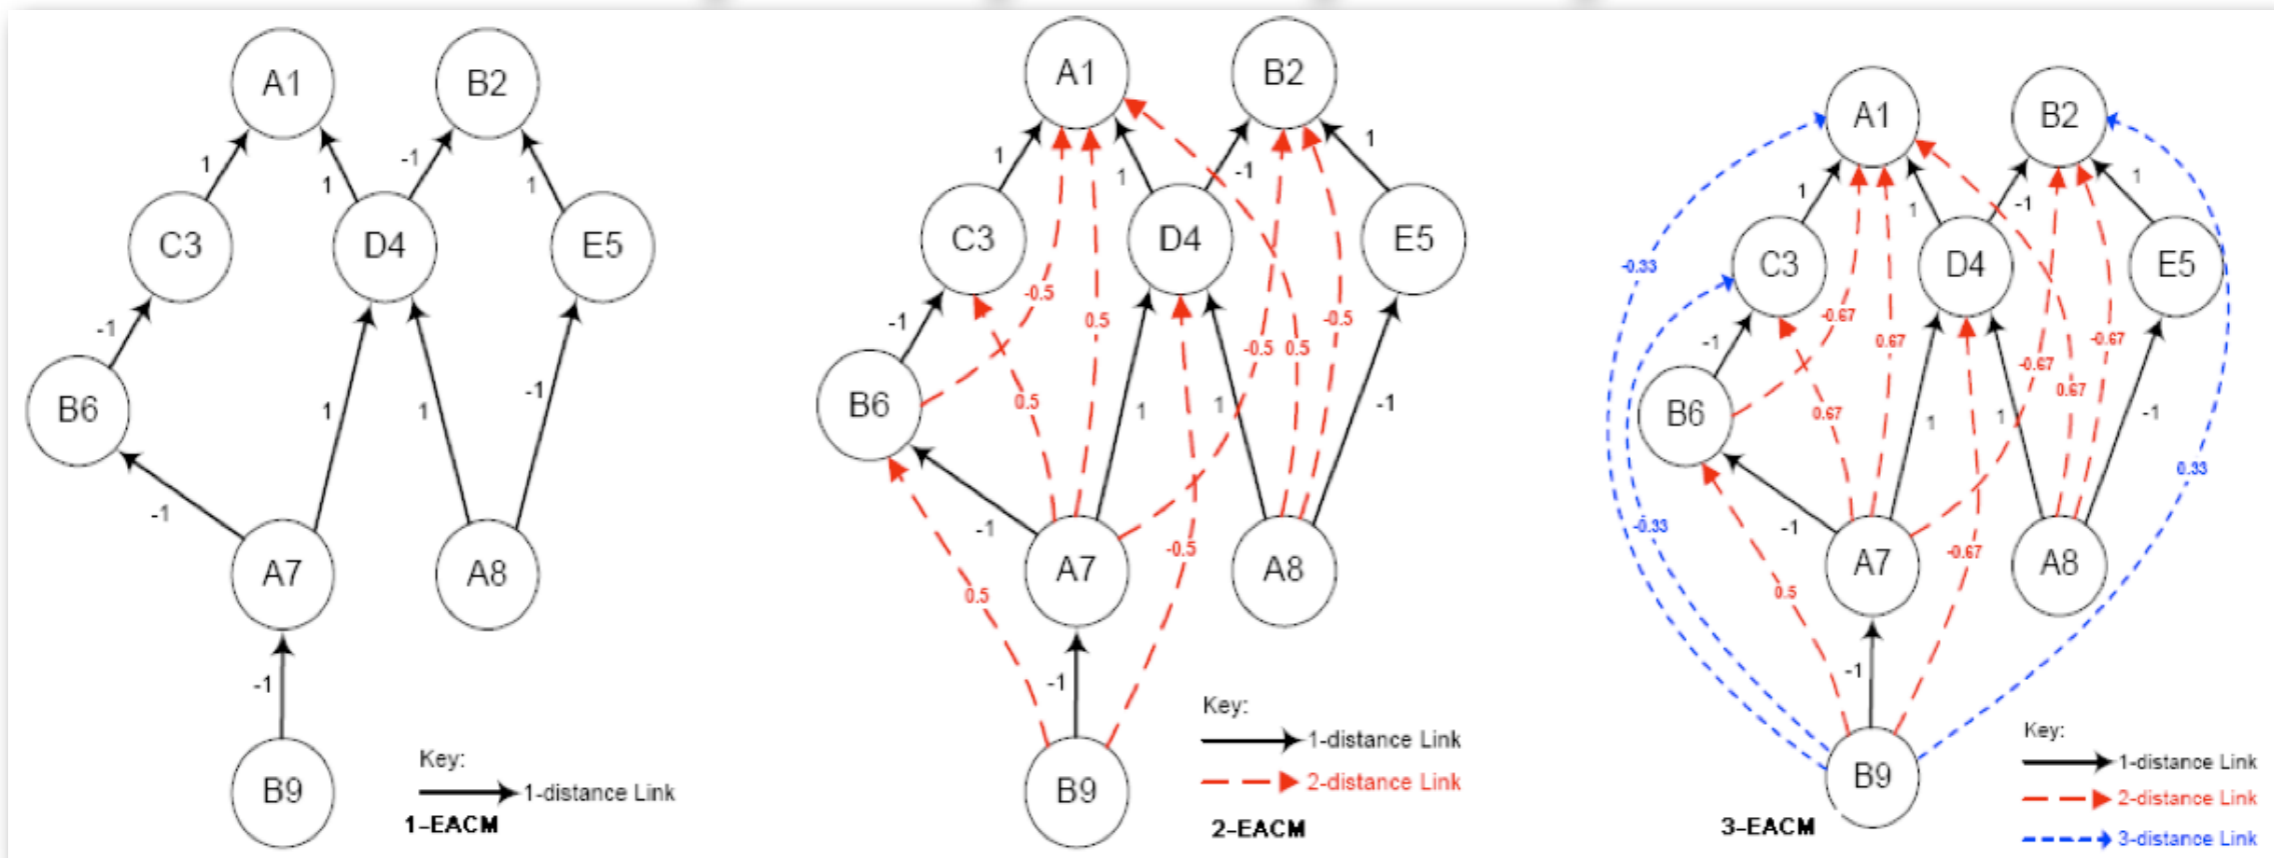 A1
B2
1
1
-1
1
C3
D4
E5
-1
B6
1
1
-1
-1
A7
A8
-1
B9
Key:
1-distance Link
1-EACM
A1
B2
1
1
-1
1
C3
D4
E5
-1
-0.5
0.5
-0.5
0.5
-0.5
B6
0.5
1
1
-1
-1
-0.5
A7
A8
0.5
-1
B9
Key:
1-distance Link
2-distance Link
2-EACM
A1
B2
1
1
-1
1
C3
D4
E5
-0.33
-1
-0.67
0.67
-0.67
-0.67
0.67
B6
0.67
1
1
-1
0.33
-0.33
-1
-0.67
A7
A8
0.5
-1
B9
Key:
1-distance Link
2-distance Link
3-distance Link
3-EACM